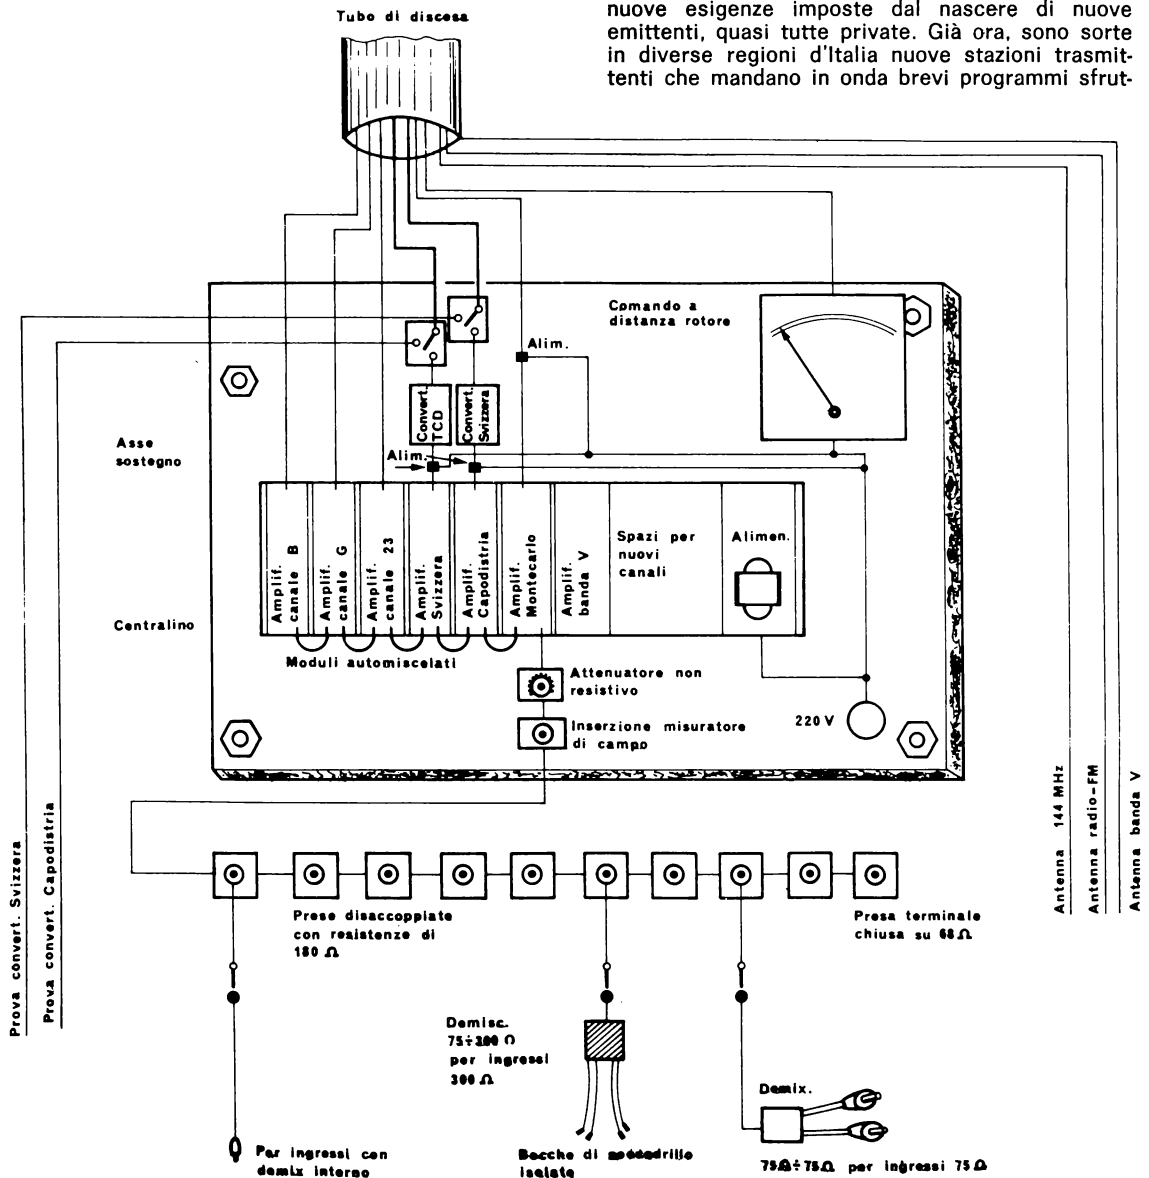 nuove esigenze imposte dal nascere di nuove
emittenti, quasi tutte private. Già ora, sono sorte
in diverse regioni d'Italia nuove stazioni trasmit-
tenti che mandano in onda brevi programmi sfrut-
Tubo di discesa
Comando a
distanza rotore
Alim.
Convert.
TCD
Convert.
Svizzera
Asse
sostegno
Alim.
Amplif.
canale B
Amplif.
canale G
Amplif.
canale 23
Amplif.
Svizzera
Amplif.
Capodistria
Amplif.
Montecarlo
Amplif.
banda V
Spazi per
nuovi
canali
Alimen.
Centralino
Moduli automiscelati
Attenuatore non
resistivo
Inserzione misuratore
di campo
220 V
Prova convert. Svizzera
Prova convert. Capodistria
Antenna 144 MHz
Antenna radio-FM
Antenna banda V
Prese disaccoppiate
con resistenze di
180 Ω
Presa terminale
chiusa su 68 Ω
Demisc.
75÷300 Ω
per ingressi
300 Ω
Demix.
Per ingressi con
demix interno
Bocche di
isolate
75Ω÷75Ω per ingressi 75 Ω